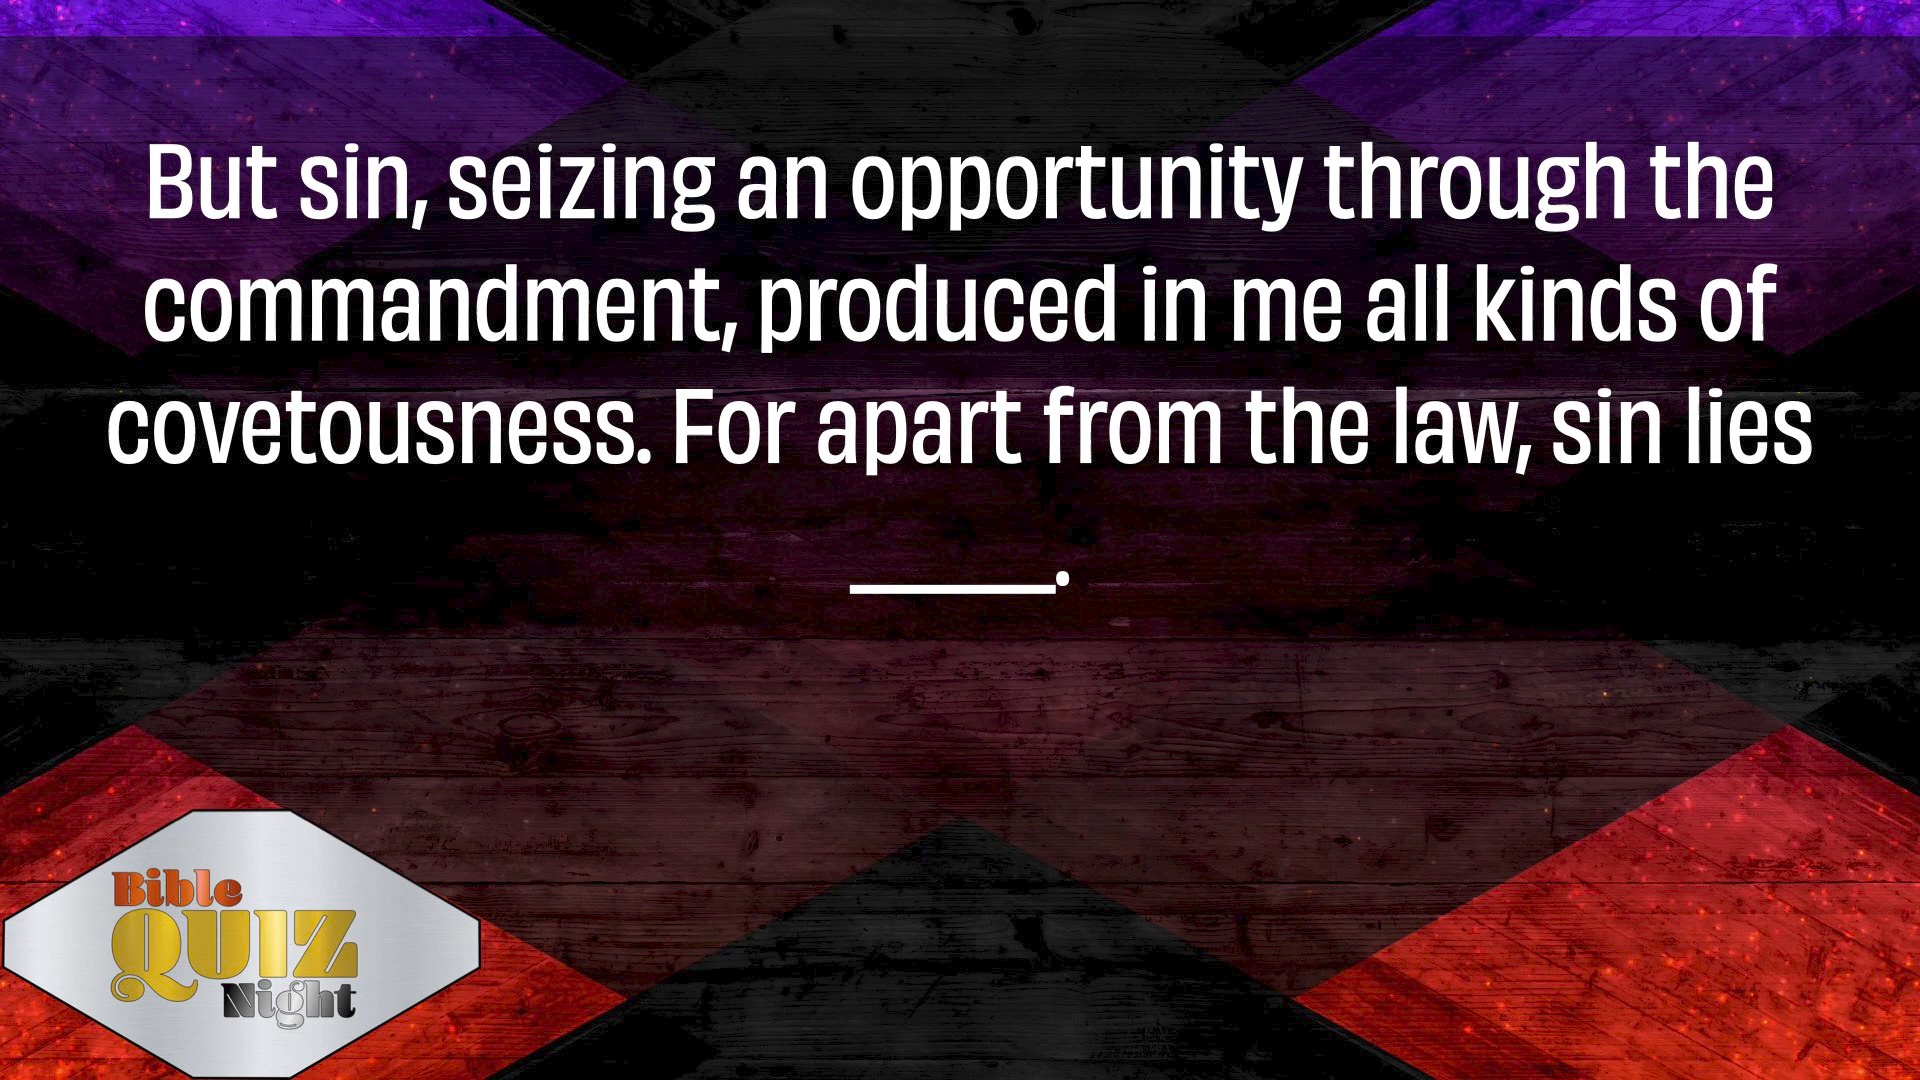 But sin, seizing an opportunity through the
commandment, produced in me all kinds of
covetousness. For apart from the law, sin lies
_____.
Bible
QUIZ
Night